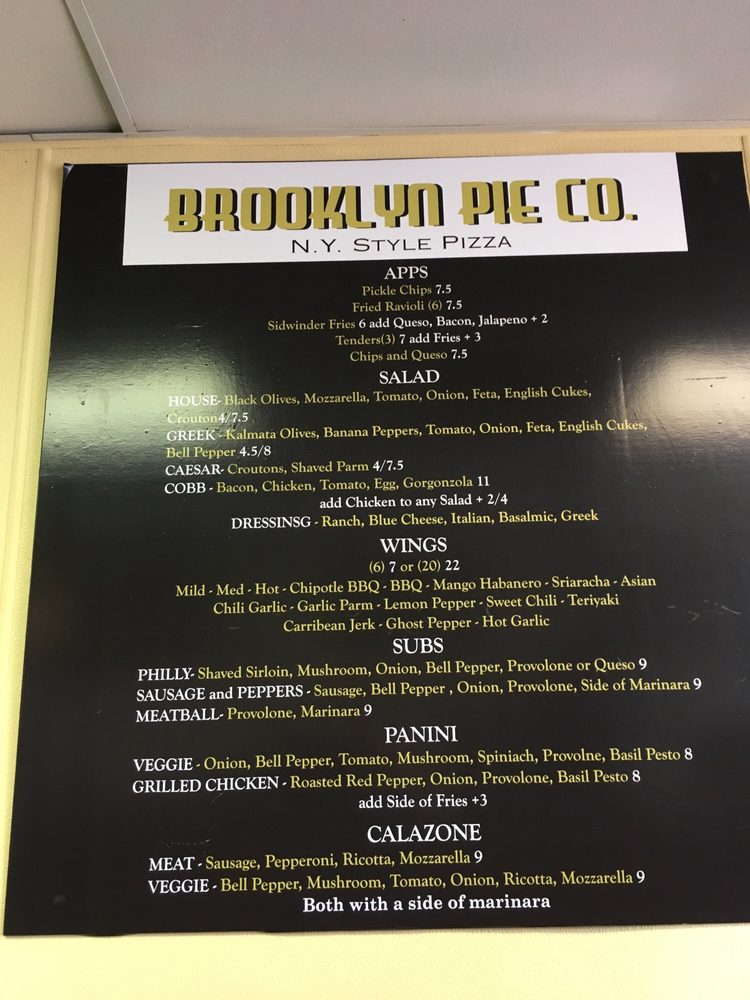 BROOKLYN PIE CO.
N.Y. STYLE PIZZA
APPS
Pickle Chips 7.5
Fried Ravioli (6) 7.5
Sidwinder Fries 6 add Queso, Bacon, Jalapeno + 2
Tenders(3) 7 add Fries + 3
Chips and Queso 7.5
SALAD
HOUSE- Black Olives, Mozzarella, Tomato, Onion, Feta, English Cukes,
Crouton4/7.5
GREEK - Kalmata Olives, Banana Peppers, Tomato, Onion, Feta, English Cukes,
Bell Pepper 4.5/8
CAESAR- Croutons, Shaved Parm 4/7.5
COBB - Bacon, Chicken, Tomato, Egg, Gorgonzola 11
add Chicken to any Salad + 2/4
DRESSINSG - Ranch, Blue Cheese, Italian, Basalmic, Greek
WINGS
(6) 7 or (20) 22
Mild - Med - Hot - Chipotle BBQ - BBQ - Mango Habanero - Sriaracha - Asian
Chili Garlic - Garlic Parm - Lemon Pepper - Sweet Chili - Teriyaki
Carribean Jerk - Ghost Pepper - Hot Garlic
SUBS
PHILLY- Shaved Sirloin, Mushroom, Onion, Bell Pepper, Provolone or Queso 9
SAUSAGE and PEPPERS - Sausage, Bell Pepper , Onion, Provolone, Side of Marinara 9
MEATBALL- Provolone, Marinara 9
PANINI
VEGGIE - Onion, Bell Pepper, Tomato, Mushroom, Spiniach, Provolne, Basil Pesto 8
GRILLED CHICKEN - Roasted Red Pepper, Onion, Provolone, Basil Pesto 8
add Side of Fries +3
CALAZONE
MEAT - Sausage, Pepperoni, Ricotta, Mozzarella 9
VEGGIE - Bell Pepper, Mushroom, Tomato, Onion, Ricotta, Mozzarella 9
Both with a side of marinara